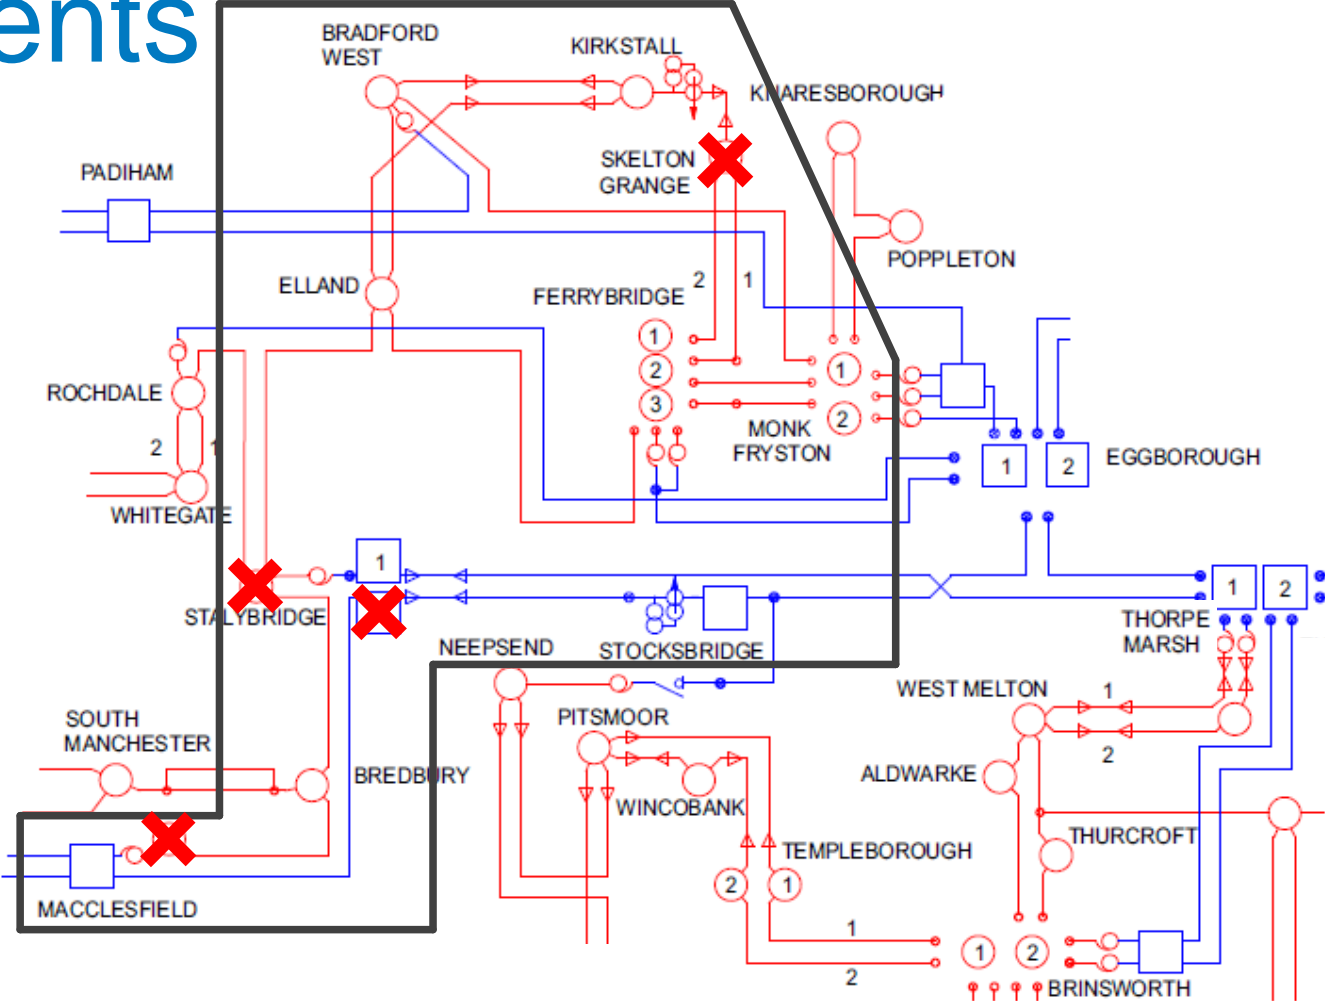 ents
BRADFORD
WEST
KIRKSTALL
KNARESBOROUGH
PADIHAM
SKELTON
GRANGE
POPPLETON
ELLAND
FERRYBRIDGE
2
1
1
2
3
1
2
MONK
FRYSTON
ROCHDALE
2
1
WHITEGATE
1
2
EGGBOROUGH
1
STALYBRIDGE
NEEPSEND
STOCKSBRIDGE
1
2
THORPE
MARSH
WEST MELTON
1
2
SOUTH
MANCHESTER
BREDBURY
PITSMOOR
WINCOBANK
ALDWARKE
THURCROFT
TEMPLEBOROUGH
2
1
MACCLESFIELD
1
2
1
2
BRINSWORTH